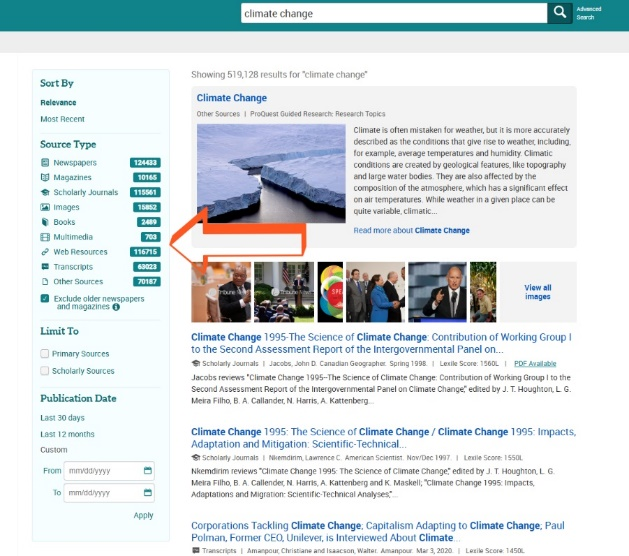 climate change
Advanced
Search
Showing 519,128 results for "climate change"
Sort By
Relevance
Most Recent
Source Type
Newspapers 124433
Magazines 10165
Scholarly Journals 115561
Images 15852
Books 2489
Multimedia 703
Web Resources 116715
Transcripts 63023
Other Sources 70187
Exclude older newspapers
and magazines
Limit To
Primary Sources
Scholarly Sources
Publication Date
Last 30 days
Last 12 months
Custom
From mm/dd/yyyy
To mm/dd/yyyy
Apply
Climate Change
Other Sources | ProQuest Guided Research: Research Topics
Climate is often mistaken for weather, but it is more accurately
described as the conditions that give rise to weather, including,
for example, average temperatures and humidity. Climatic
conditions are created by geological features, like topography
and large water bodies. They are also affected by the
composition of the atmosphere, which has a significant effect
on air temperatures. While weather in a given place can be
quite variable, climatic...
Read more about Climate Change
View all
images
Climate Change 1995-The Science of Climate Change: Contribution of Working Group I
to the Second Assessment Report of the Intergovernmental Panel on...
Scholarly Journals | Jacobs, John D. Canadian Geographer. Spring 1998. | Lexile Score: 1560L | PDF Available
Jacobs reviews "Climate Change 1995--The Science of Climate Change: Contribution of Working Group I to the
Second Assessment Report of the Intergovernmental Panel on Climate Change," edited by J. T. Houghton, L. G.
Meira Filho, B. A. Callander, N. Harris, A. Kattenberg...
Climate Change 1995: The Science of Climate Change / Climate Change 1995: Impacts,
Adaptation and Mitigation: Scientific-Technical...
Scholarly Journals | Nkemdirim, Lawrence C. American Scientist. Nov/Dec 1997. | Lexile Score: 1550L
Nkemdirim reviews "Climate Change 1995: The Science of Climate Change," edited by J. T. Houghton, L. G.
Meira Filho, B. A. Callender, N. Harris, A. Kattenberg and K. Maskell; "Climate Change 1995: Impacts,
Adaptations and Migration: Scientific-Technical Analyses,"...
Corporations Tackling Climate Change; Capitalism Adapting to Climate Change; Paul
Polman, Former CEO, Unilever, is Interviewed About Climate...
Transcripts | Amanpour, Christiane and Isaacson, Walter. Amanpour. Mar 3, 2020. | Lexile Score: 1450L